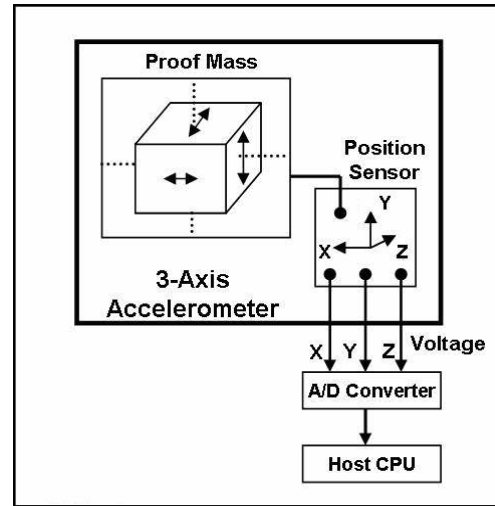 Proof Mass
Position
Sensor
Y
X
Z
3-Axis
Accelerometer
X
Y
Z
Voltage
A/D Converter
Host CPU